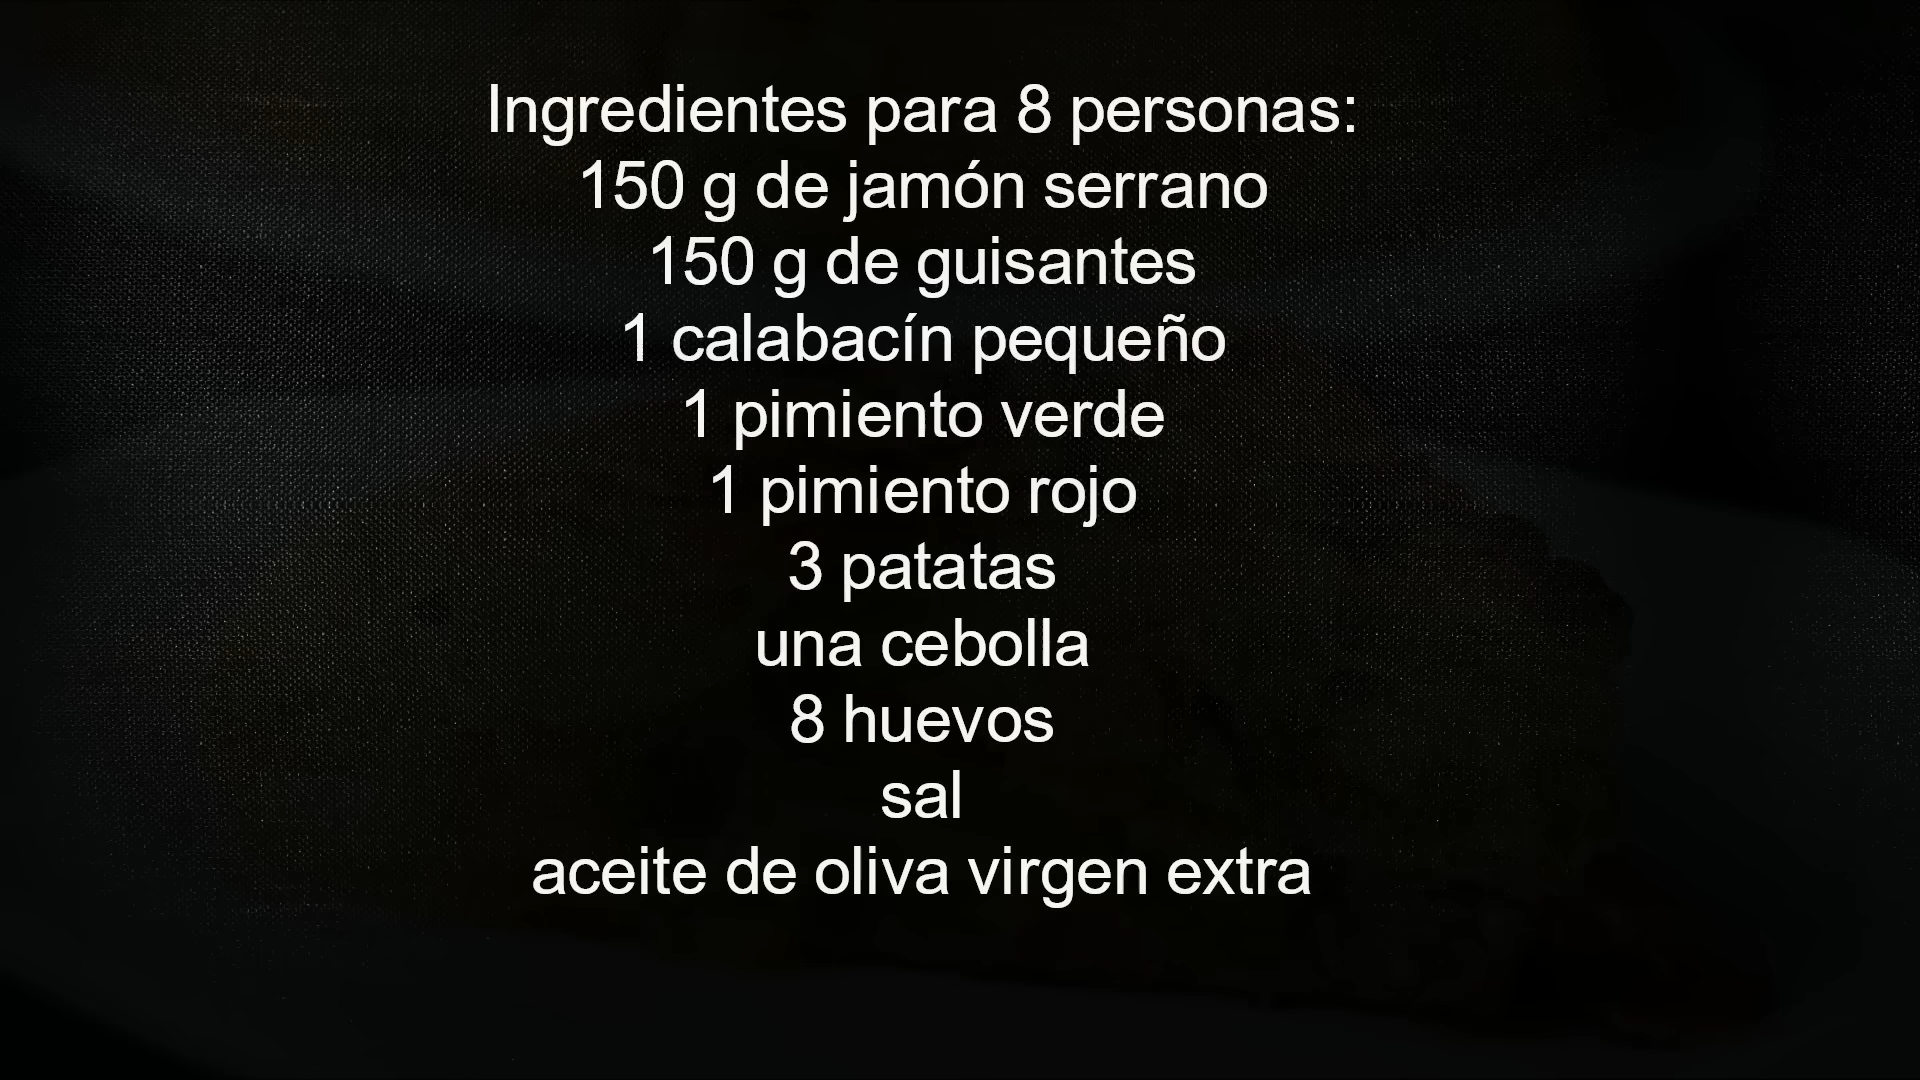 Ingredientes para 8 personas:
150 g de jamón serrano
150 g de guisantes
1 calabacín pequeño
1 pimiento verde
1 pimiento rojo
3 patatas
una cebolla
8 huevos
sal
aceite de oliva virgen extra